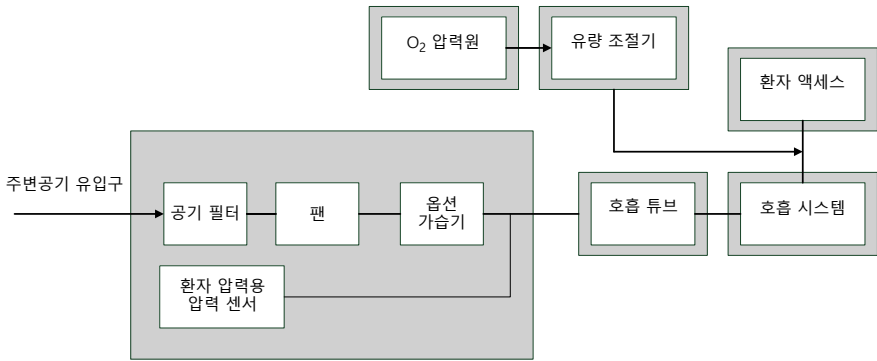 O₂ 압력원
유량 조절기
환자 액세스
주변공기 유입구
공기 필터
팬
옵션
가습기
호흡 튜브
호흡 시스템
환자 압력용
압력 센서